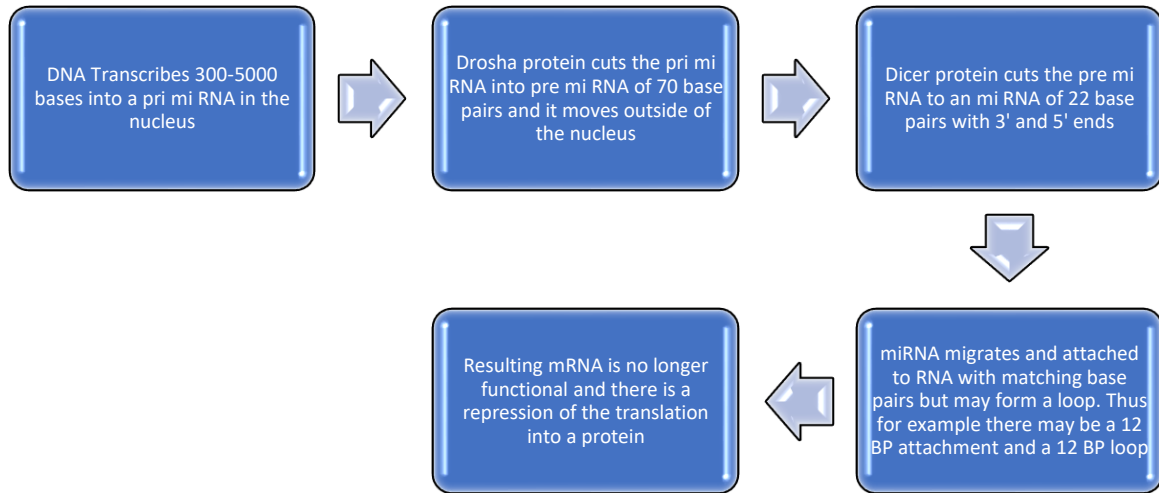 DNA Transcribes 300-5000
bases into a pri mi RNA in the
nucleus
Drosha protein cuts the pri mi
RNA into pre mi RNA of 70 base
pairs and it moves outside of
the nucleus
Dicer protein cuts the pre mi
RNA to an mi RNA of 22 base
pairs with 3' and 5' ends
miRNA migrates and attached
to RNA with matching base
pairs but may form a loop. Thus
for example there may be a 12
BP attachment and a 12 BP loop
Resulting mRNA is no longer
functional and there is a
repression of the translation
into a protein